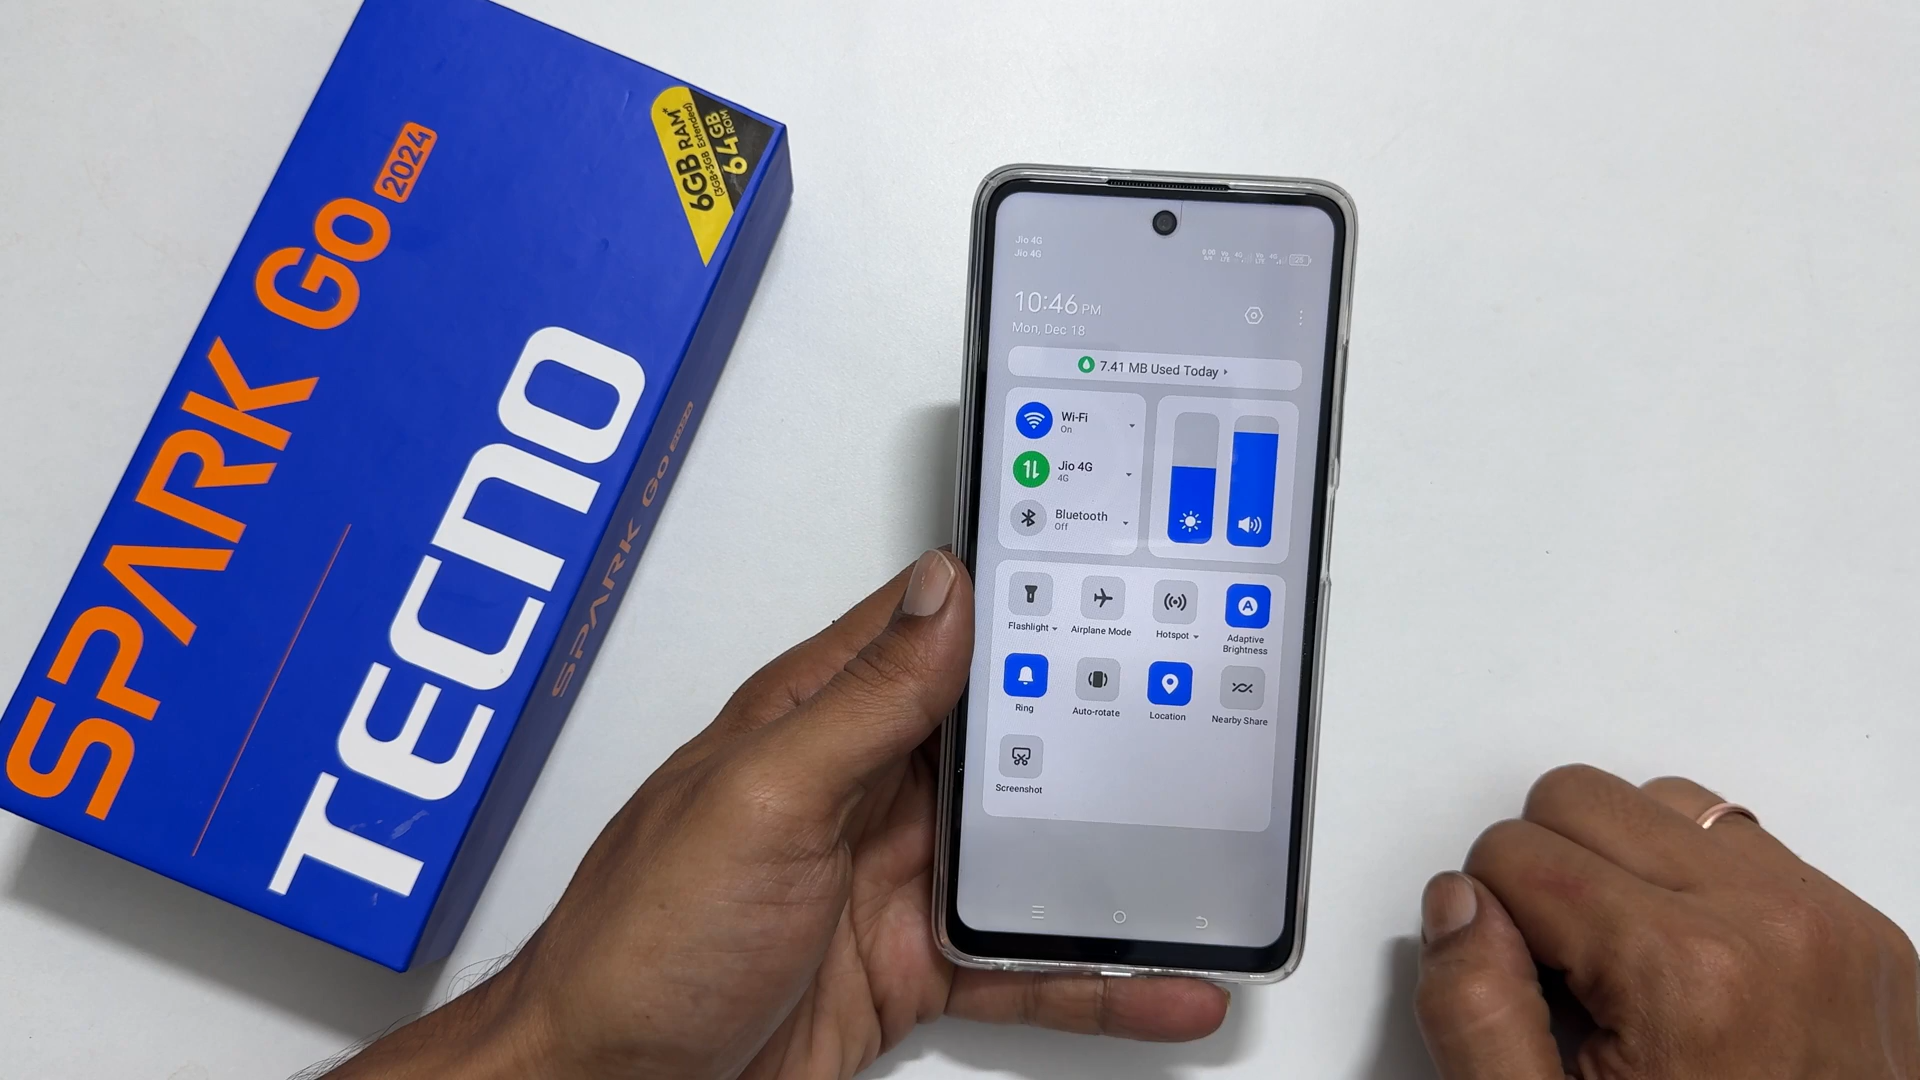 SPARK GO 2024
TECNO
6GB RAM*
(3GB+3GB Extended)
64GB
ROM
SPARK GO 2024
Jio 4G
Jio 4G
10:46 PM
Mon, Dec 18
7.41 MB Used Today
Wi-Fi
On
Jio 4G
4G
Bluetooth
Off
Flashlight
Airplane Mode
Hotspot
A
Adaptive
Brightness
Ring
Auto-rotate
Location
Nearby Share
Screenshot